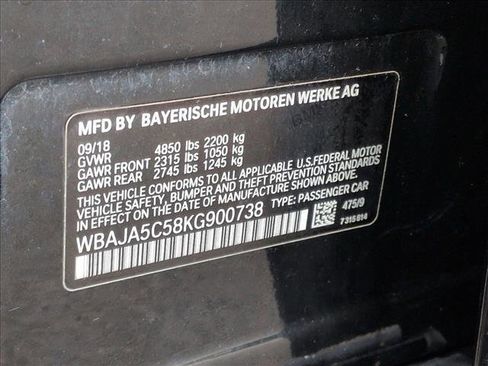 MFD BY BAYERISCHE MOTOREN WERKE AG
09/18
GVWR 4850 lbs 2200 kg
GAWR FRONT 2315 lbs 1050 kg
GAWR REAR 2745 lbs 1245 kg
THIS VEHICLE CONFORMS TO ALL APPLICABLE U.S.FEDERAL MOTOR
VEHICLE SAFETY, BUMPER AND THEFT PREVENTION STANDARDS
IN EFFECT ON THE DATE OF MANUFACTURE SHOWN ABOVE.
WBAJA5C58KG900738 TYPE: PASSENGER CAR
475/9
7315814